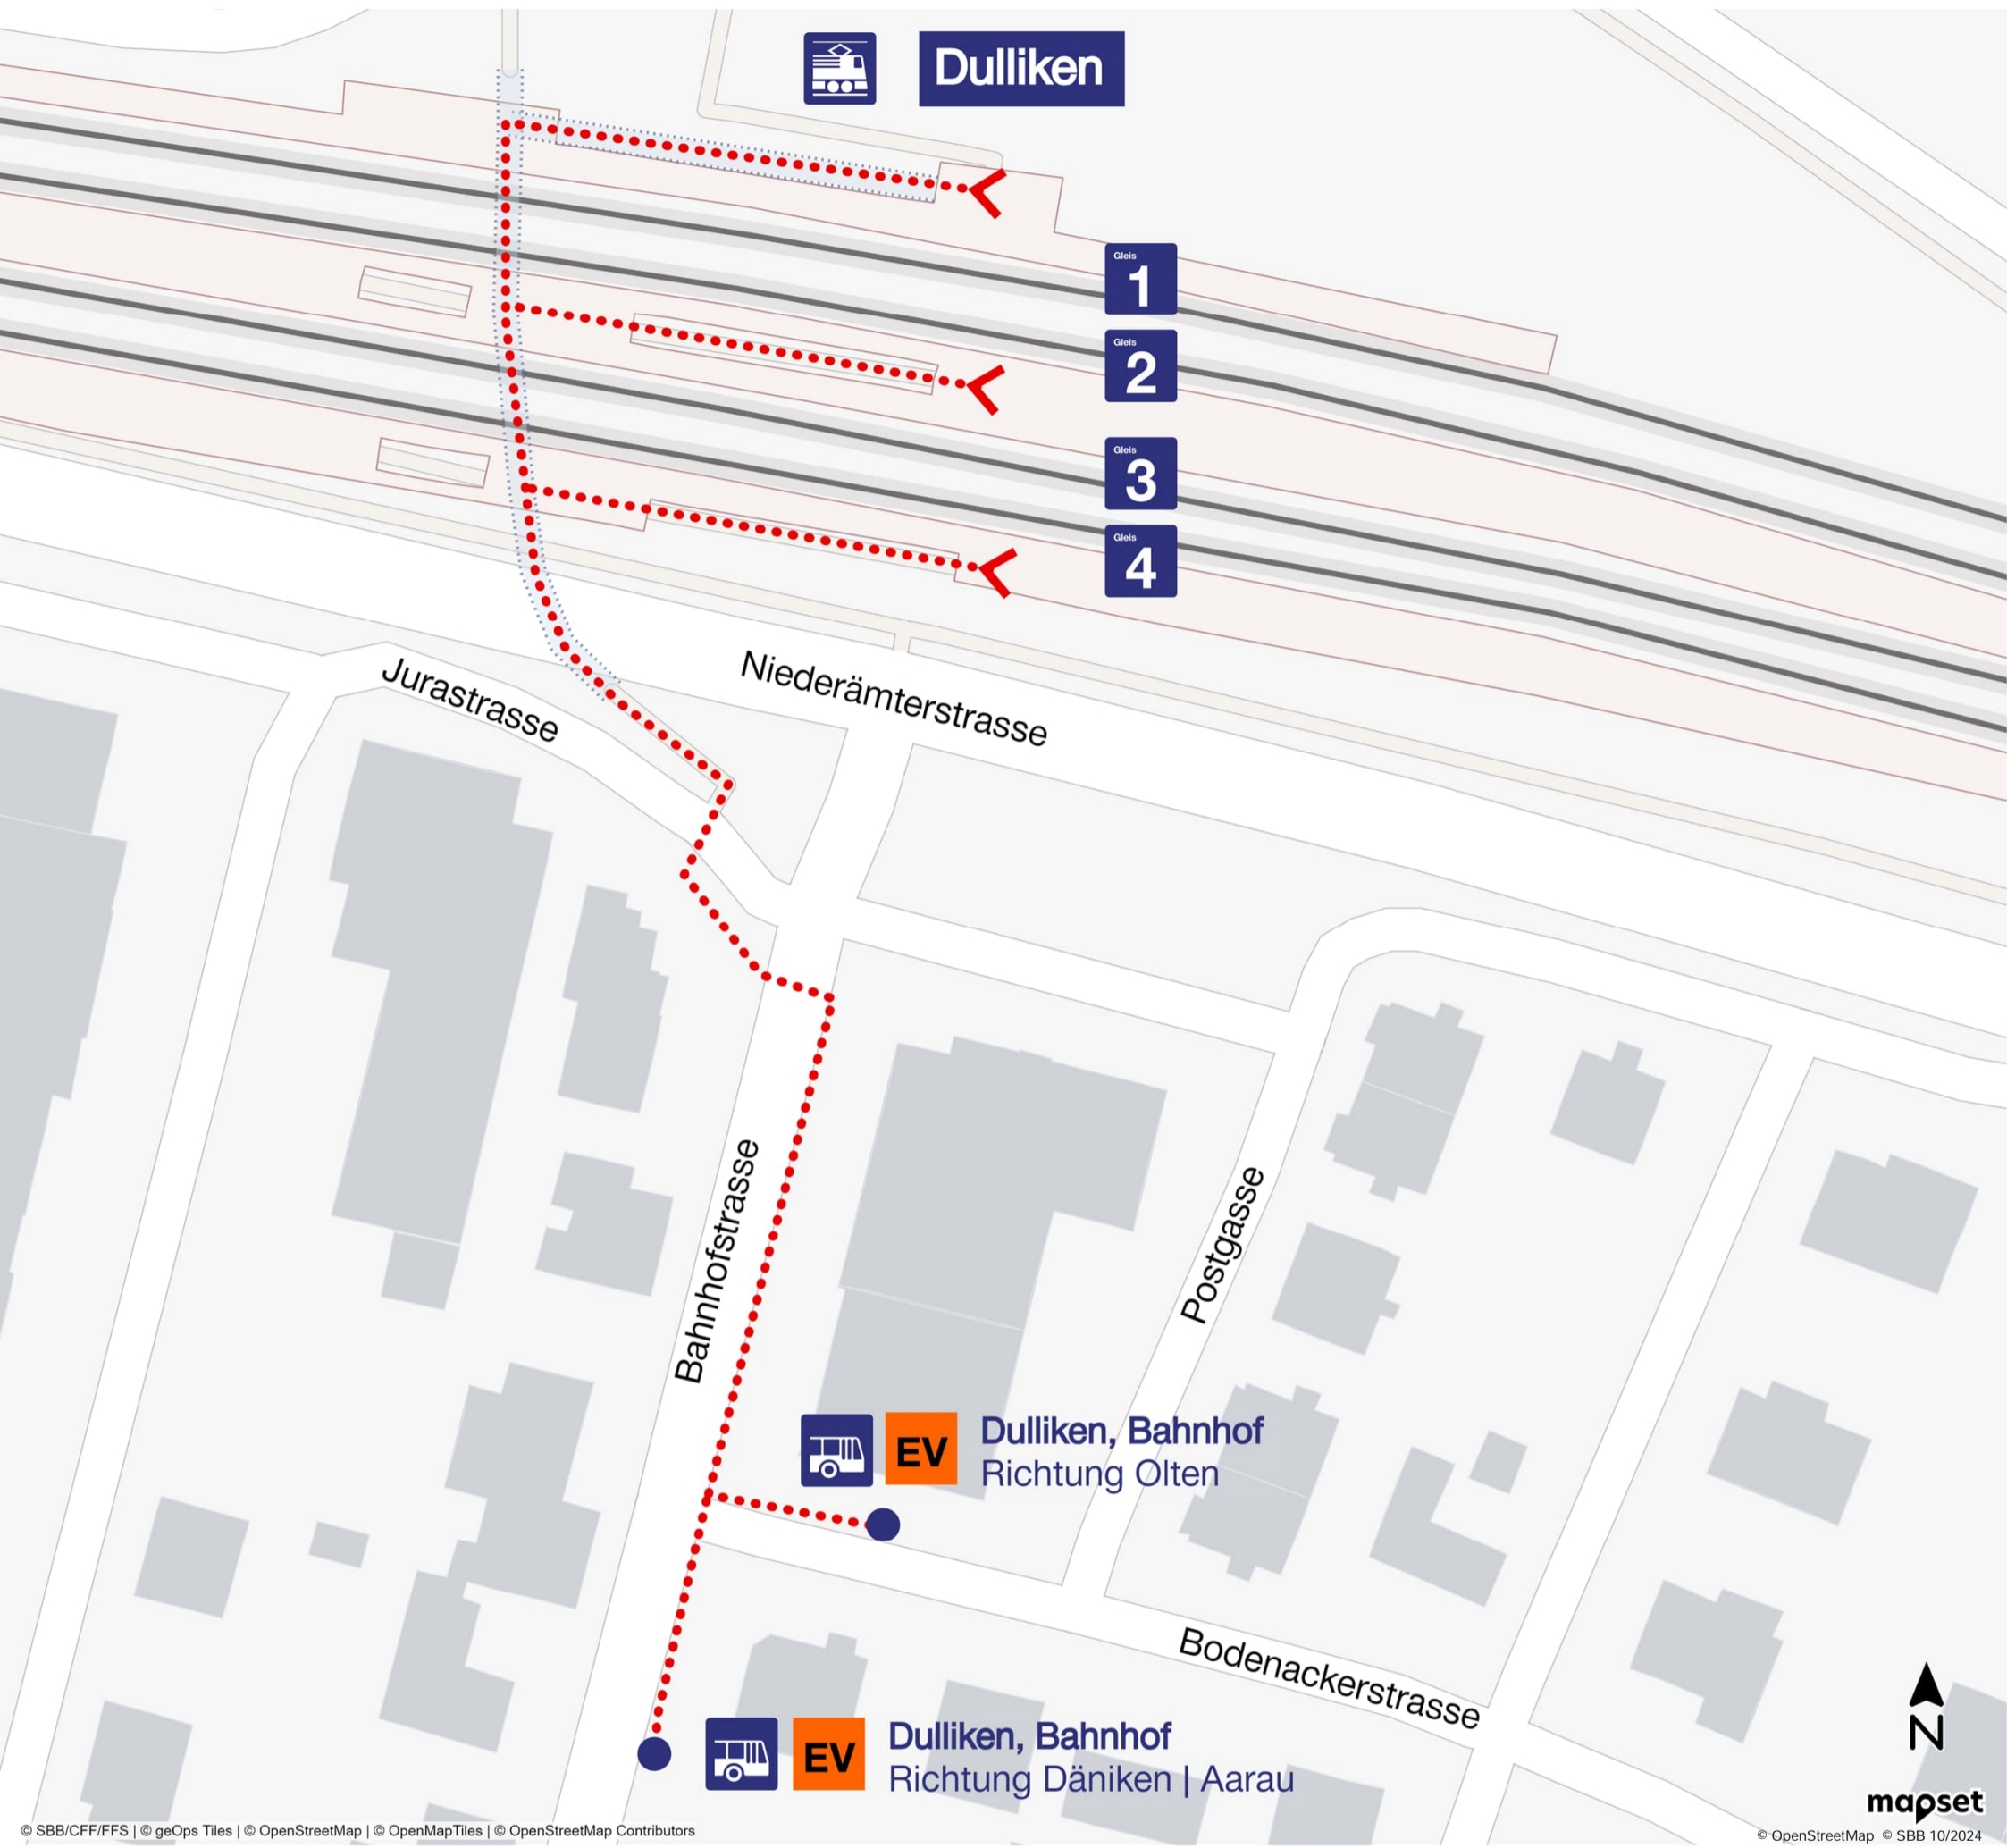 Dulliken
Gleis
1
Gleis
2
Gleis
3
Gleis
4
Niederämterstrasse
Jurastrasse
Bahnhofstrasse
Postgasse
EV
Dulliken, Bahnhof
Richtung Olten
Bodenackerstrasse
EV
Dulliken, Bahnhof
Richtung Däniken | Aarau
N
mapset
© SBB/CFF/FFS | © geOps Tiles | © OpenStreetMap | © OpenMapTiles | © OpenStreetMap Contributors
© OpenStreetMap © SBB 10/2024